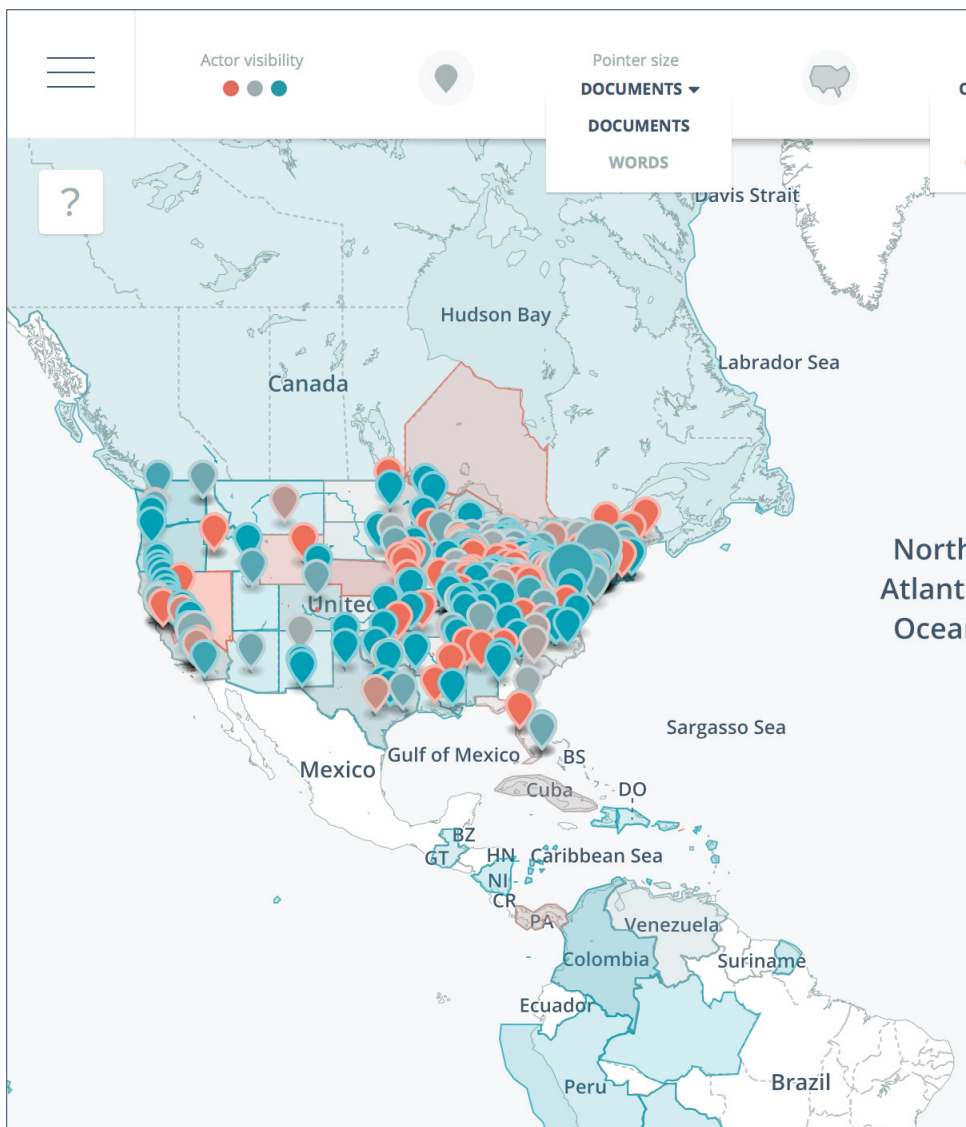 Actor visibility
Pointer size
DOCUMENTS
DOCUMENTS
WORDS
?
Davis Strait
Hudson Bay
Labrador Sea
Canada
North
Atlant
Ocea
United
Sargasso Sea
Gulf of Mexico
BS
Mexico
Cuba
DO
BZ
GT
HN
Caribbean Sea
NI
CR
PA
Venezuela
Colombia
Suriname
Ecuador
Peru
Brazil